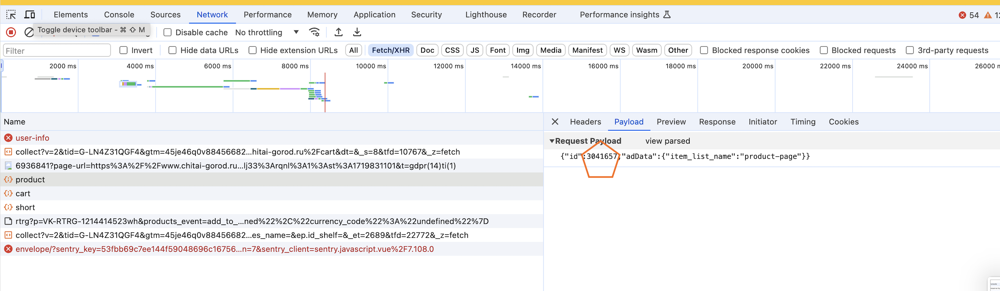 Elements Console Sources Network Performance Memory Application Security Lighthouse Recorder Performance insights 54
Toggle device toolbar - ⌘ ⇧ M Disable cache No throttling
Filter Invert Hide data URLs Hide extension URLs All Fetch/XHR Doc CSS JS Font Img Media Manifest WS Wasm Other Blocked response cookies Blocked requests 3rd-party requests
2000 ms 4000 ms 6000 ms 8000 ms 10000 ms 12000 ms 14000 ms 16000 ms 18000 ms 20000 ms 22000 ms 24000 ms 26000
Name
Headers Payload Preview Response Initiator Timing Cookies
user-info
collect?v=2&tid=G-LN4Z31QGF4&gtm=45je46q0v88456682...hitai-gorod.ru%2Fcart&dt=&_s=8&tfd=10767&_z=fetch
6936841?page-url=https%3A%2F%2Fwww.chitai-gorod.ru...lj33%3Arqnl%3A1%3Ast%3A1719831101&t=gdpr(14)ti(1)
product
cart
short
rtrg?p=VK-RTRG-1214414523wh&products_event=add_to_...ned%22%2C%22currency_code%22%3A%22undefined%22%7D
collect?v=2&tid=G-LN4Z31QGF4&gtm=45je46q0v88456682...es_name=&ep.id_shelf=&_et=2689&tfd=22772&_z=fetch
envelope/?sentry_key=53fbb69c7ee144f59048696c16756...n=7&sentry_client=sentry.javascript.vue%2F7.108.0
Request Payload view parsed
{"id":3041657,"adData":{"item_list_name":"product-page"}}